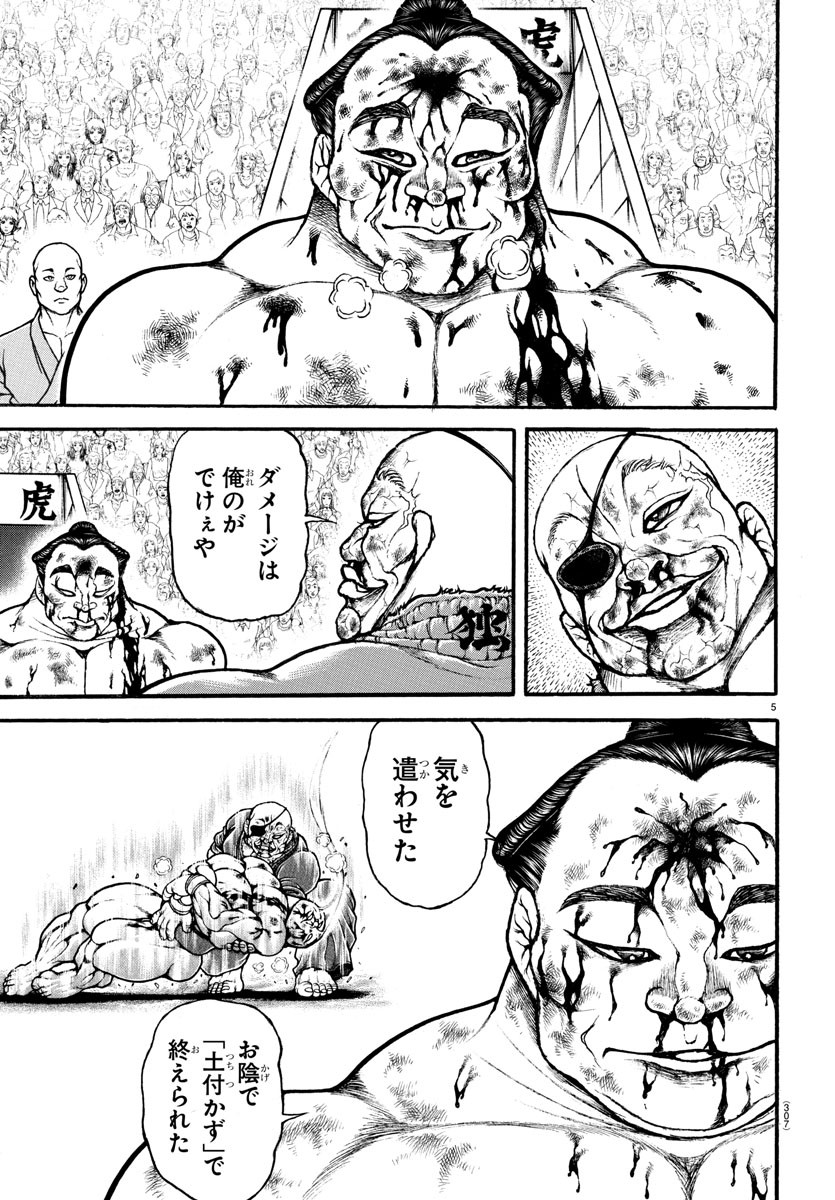 虎
ダメージは
俺のが
でけぇや
独
虎
5
気を
遣わせた
お陰で
「土付かず」で
終えられた
(307)